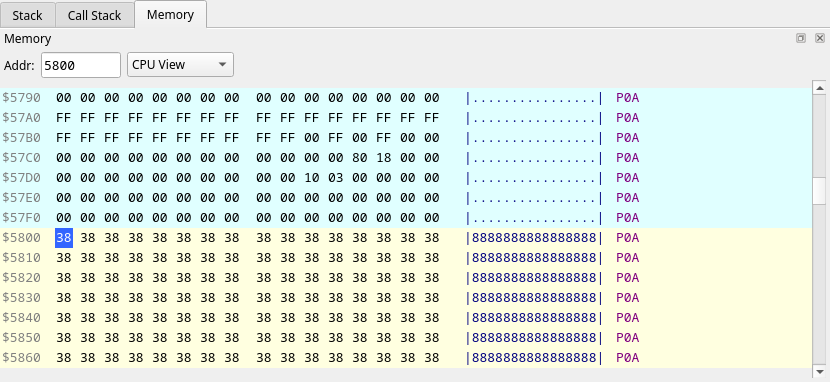 Stack Call Stack Memory
Memory
Addr: 5800 CPU View
$5790 00 00 00 00 00 00 00 00 00 00 00 00 00 00 00 00 |................| P0A
$57A0 FF FF FF FF FF FF FF FF FF FF FF FF FF FF FF FF |................| P0A
$57B0 FF FF FF FF FF FF FF FF FF FF 00 FF 00 FF 00 00 |................| P0A
$57C0 00 00 00 00 00 00 00 00 00 00 00 00 80 18 00 00 |................| P0A
$57D0 00 00 00 00 00 00 00 00 00 00 10 03 00 00 00 00 |................| P0A
$57E0 00 00 00 00 00 00 00 00 00 00 00 00 00 00 00 00 |................| P0A
$57F0 00 00 00 00 00 00 00 00 00 00 00 00 00 00 00 00 |................| P0A
$5800 38 38 38 38 38 38 38 38 38 38 38 38 38 38 38 38 |8888888888888888| P0A
$5810 38 38 38 38 38 38 38 38 38 38 38 38 38 38 38 38 |8888888888888888| P0A
$5820 38 38 38 38 38 38 38 38 38 38 38 38 38 38 38 38 |8888888888888888| P0A
$5830 38 38 38 38 38 38 38 38 38 38 38 38 38 38 38 38 |8888888888888888| P0A
$5840 38 38 38 38 38 38 38 38 38 38 38 38 38 38 38 38 |8888888888888888| P0A
$5850 38 38 38 38 38 38 38 38 38 38 38 38 38 38 38 38 |8888888888888888| P0A
$5860 38 38 38 38 38 38 38 38 38 38 38 38 38 38 38 38 |8888888888888888| P0A